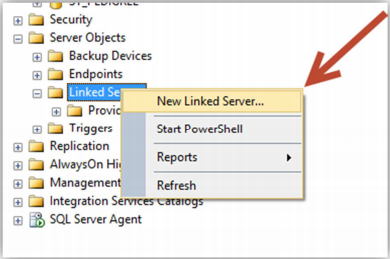 Security
Server Objects
Backup Devices
Endpoints
Linked Se
New Linked Server...
Provid
Start PowerShell
Triggers
Replication
Reports
AlwaysOn Hi
Management
Refresh
Integration Services Catalogs
SQL Server Agent